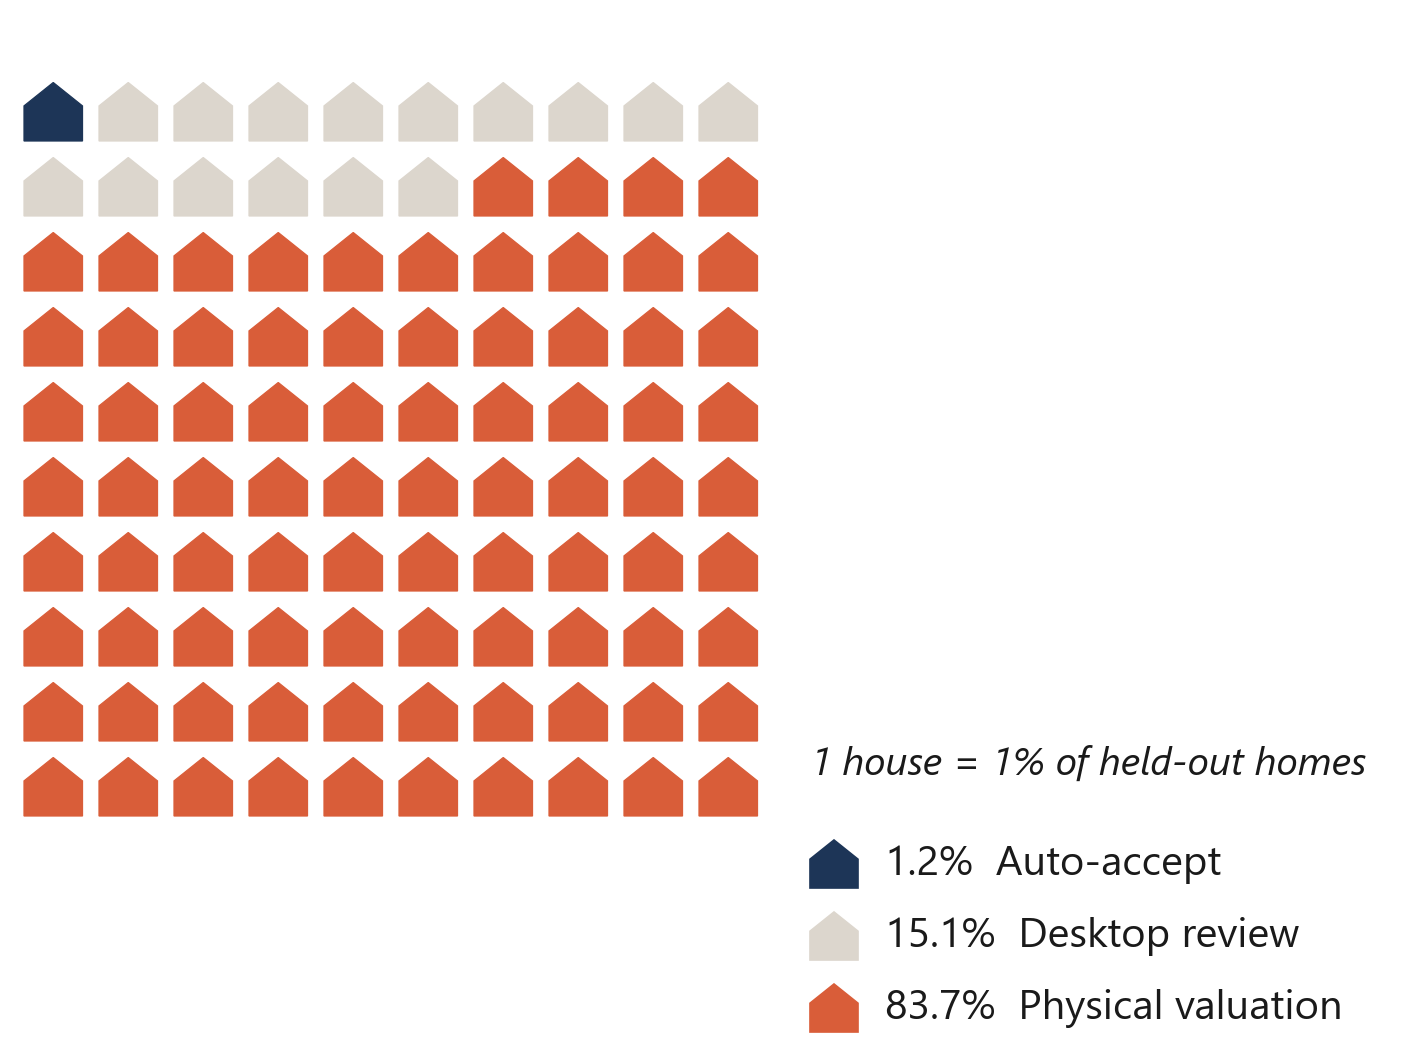 1 house = 1% of held-out homes
1.2% Auto-accept
15.1% Desktop review
83.7% Physical valuation